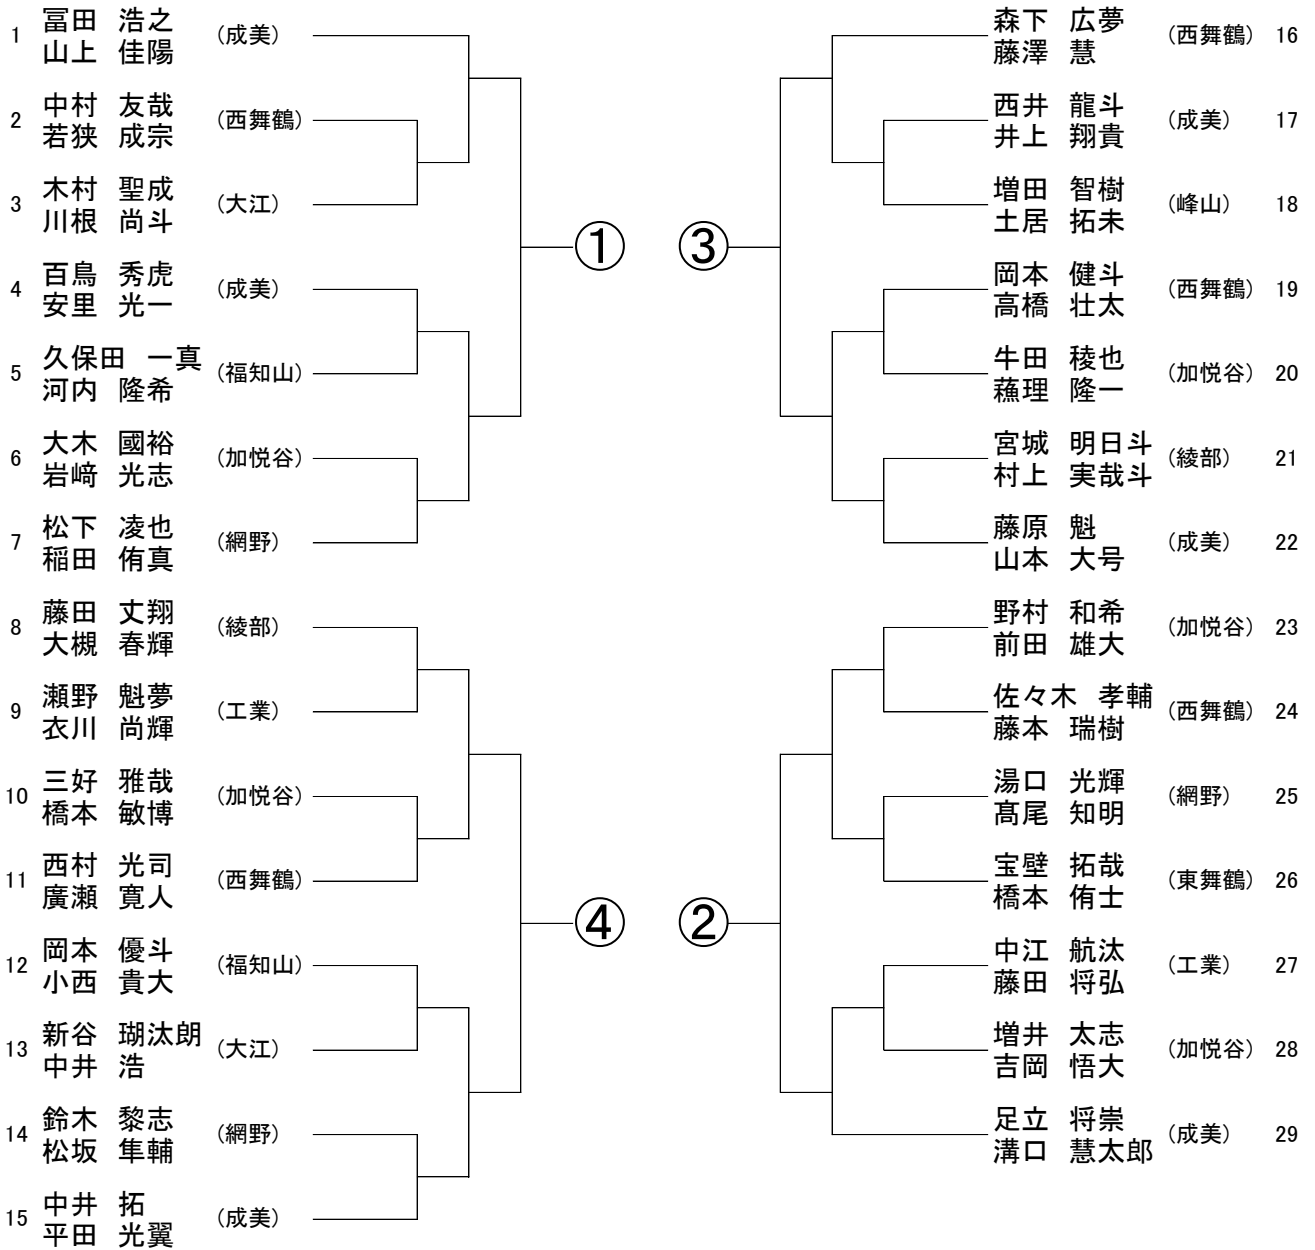 1 冨田 浩之 (成美)
山上 佳陽
2 中村 友哉 (西舞鶴)
若狭 成宗
3 木村 聖成 (大江)
川根 尚斗
①
4 百鳥 秀虎 (成美)
安里 光一
5 久保田 一真 (福知山)
河内 隆希
6 大木 國裕 (加悦谷)
岩﨑 光志
7 松下 凌也 (網野)
稲田 侑真
8 藤田 丈翔 (綾部)
大槻 春輝
9 瀬野 魁夢 (工業)
衣川 尚輝
10 三好 雅哉 (加悦谷)
橋本 敏博
11 西村 光司 (西舞鶴)
廣瀬 寛人
④
12 岡本 優斗 (福知山)
小西 貴大
13 新谷 瑚汰朗 (大江)
中井 浩
14 鈴木 黎志 (網野)
松坂 隼輔
15 中井 拓 (成美)
平田 光翼
森下 広夢 (西舞鶴) 16
藤澤 慧
西井 龍斗 (成美) 17
井上 翔貴
増田 智樹 (峰山) 18
土居 拓未
③
岡本 健斗 (西舞鶴) 19
高橋 壮太
牛田 稜也 (加悦谷) 20
蘓理 隆一
宮城 明日斗 (綾部) 21
村上 実哉斗
藤原 魁 (成美) 22
山本 大号
野村 和希 (加悦谷) 23
前田 雄大
佐々木 孝輔 (西舞鶴) 24
藤本 瑞樹
湯口 光輝 (網野) 25
髙尾 知明
宝壁 拓哉 (東舞鶴) 26
橋本 侑士
②
中江 航汰 (工業) 27
藤田 将弘
増井 太志 (加悦谷) 28
吉岡 悟大
足立 将崇 (成美) 29
溝口 慧太郎